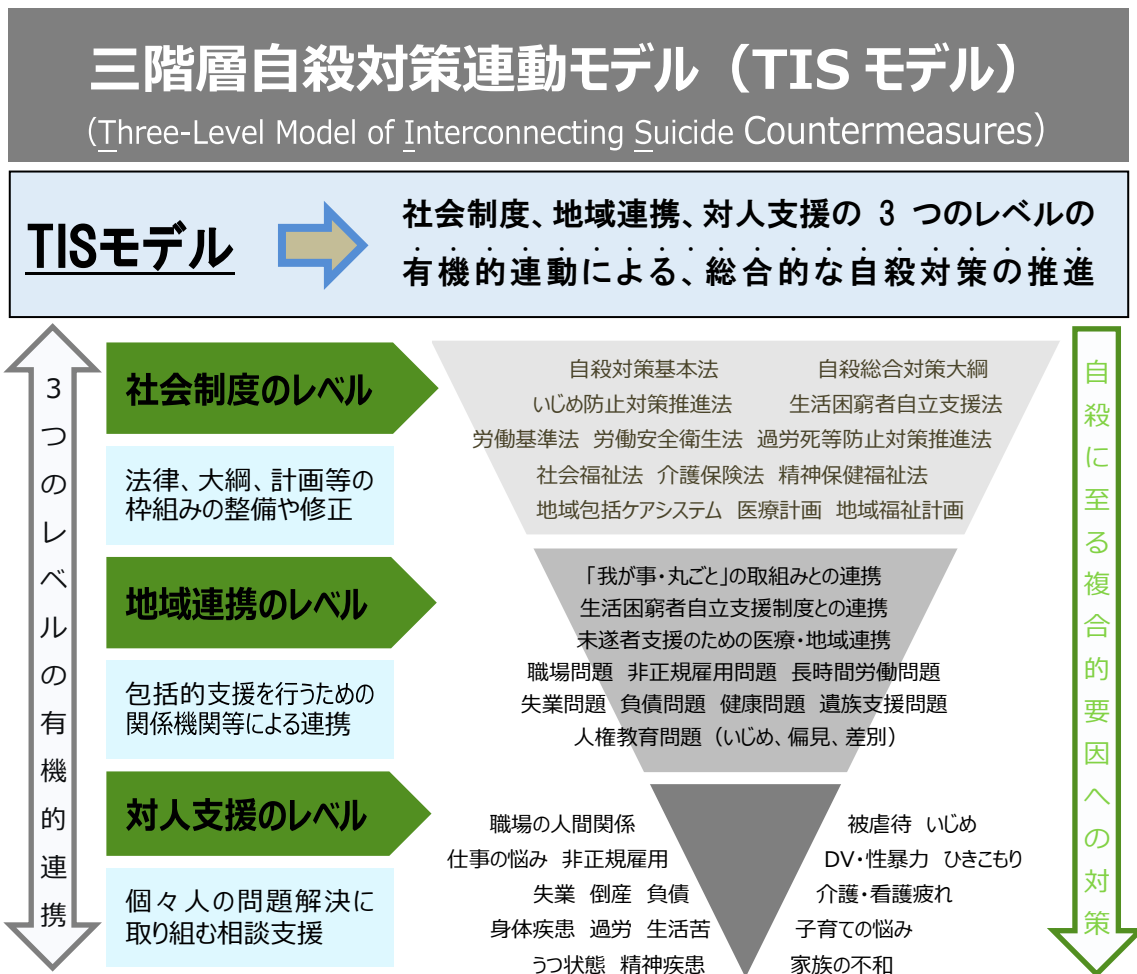 三階層自殺対策連動モデル（TIS モデル）
（Three-Level Model of Interconnecting Suicide Countermeasures）
TISモデル
社会制度、地域連携、対人支援の 3 つのレベルの
有機的連動による、総合的な自殺対策の推進
3つのレベルの有機的連携
社会制度のレベル
法律、大綱、計画等の
枠組みの整備や修正
自殺対策基本法 自殺総合対策大綱
いじめ防止対策推進法 生活困窮者自立支援法
労働基準法 労働安全衛生法 過労死等防止対策推進法
社会福祉法 介護保険法 精神保健福祉法
地域包括ケアシステム 医療計画 地域福祉計画
地域連携のレベル
包括的支援を行うための
関係機関等による連携
「我が事・丸ごと」の取組みとの連携
生活困窮者自立支援制度との連携
未遂者支援のための医療・地域連携
職場問題 非正規雇用問題 長時間労働問題
失業問題 負債問題 健康問題 遺族支援問題
人権教育問題（いじめ、偏見、差別）
対人支援のレベル
個々人の問題解決に
取り組む相談支援
職場の人間関係
仕事の悩み 非正規雇用
失業 倒産 負債
身体疾患 過労 生活苦
うつ状態 精神疾患
被虐待 いじめ
DV・性暴力 ひきこもり
介護・看護疲れ
子育ての悩み
家族の不和
自殺に至る複合的要因への対策